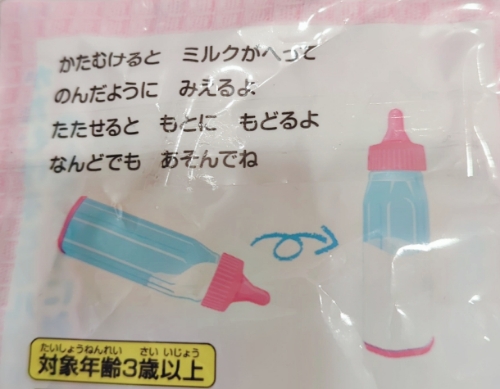 かたむけると　ミルクがへって
のんだように　みえるよ
たたせると　もとに　もどるよ
なんどでも　あそんでね
たいしょうねんれい　さい　いじょう
対象年齢3歳以上